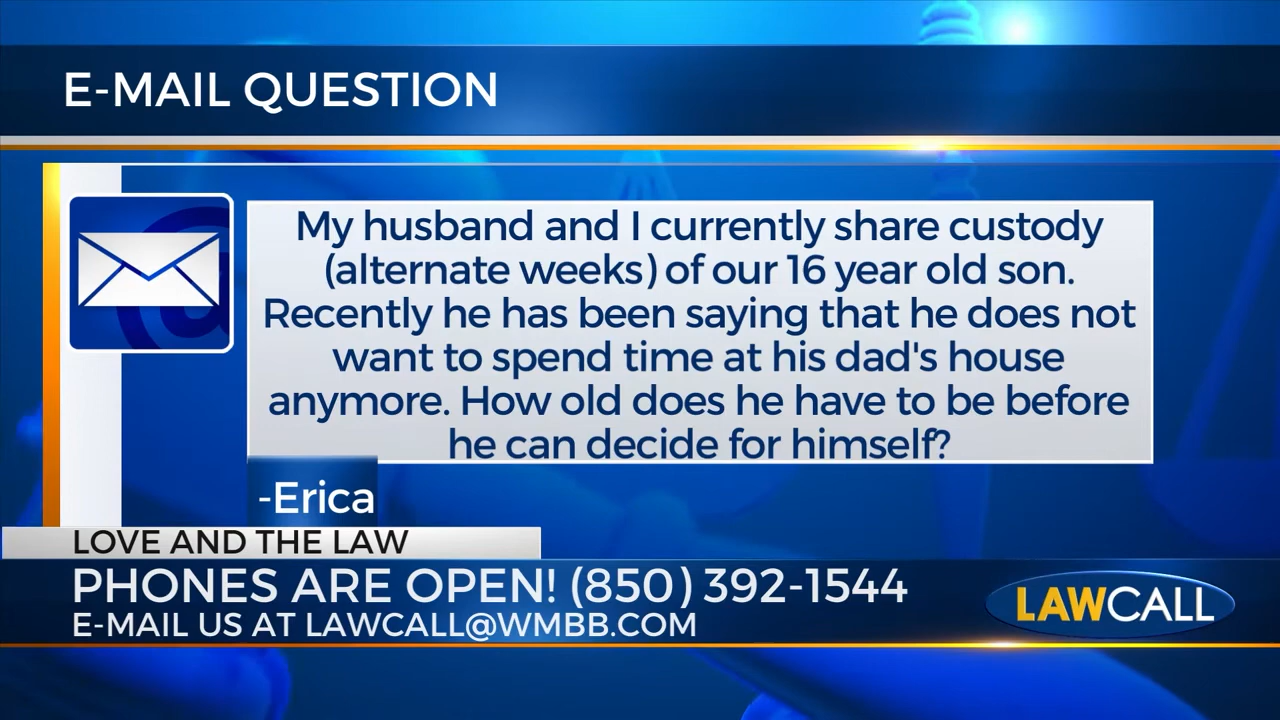 E-MAIL QUESTION
My husband and I currently share custody
(alternate weeks) of our 16 year old son.
Recently he has been saying that he does not
want to spend time at his dad's house
anymore. How old does he have to be before
he can decide for himself?
-Erica
LOVE AND THE LAW
PHONES ARE OPEN! (850) 392-1544
E-MAIL US AT LAWCALL@WMBB.COM
LAWCALL